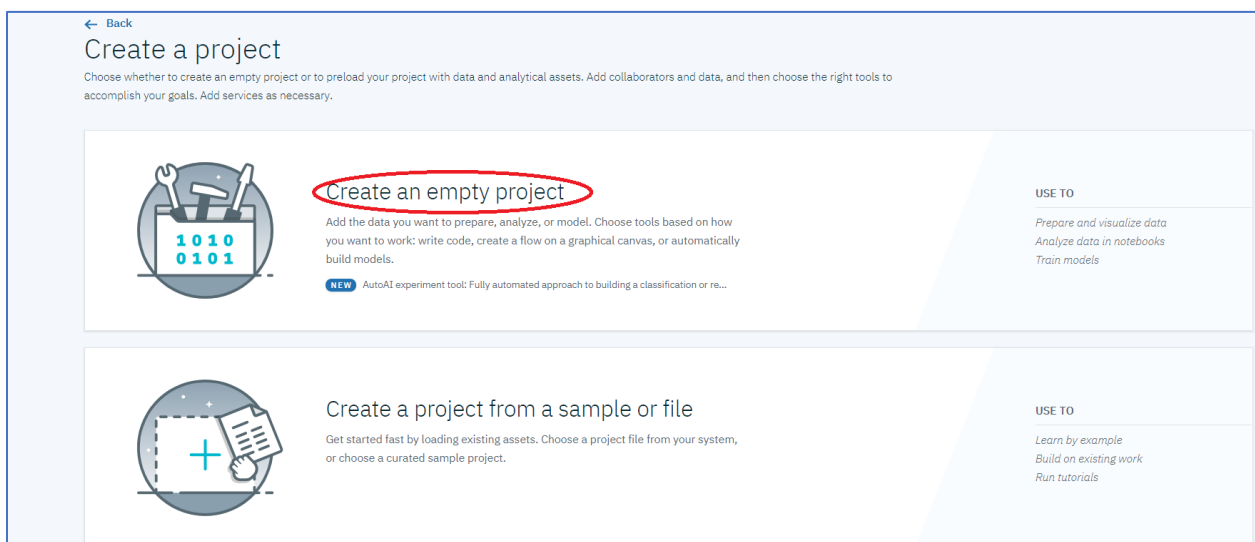 ← Back
Create a project
Choose whether to create an empty project or to preload your project with data and analytical assets. Add collaborators and data, and then choose the right tools to
accomplish your goals. Add services as necessary.
1010
0101
Create an empty project
Add the data you want to prepare, analyze, or model. Choose tools based on how
you want to work: write code, create a flow on a graphical canvas, or automatically
build models.
NEW AutoAI experiment tool: Fully automated approach to building a classification or re...
USE TO
Prepare and visualize data
Analyze data in notebooks
Train models
Create a project from a sample or file
Get started fast by loading existing assets. Choose a project file from your system,
or choose a curated sample project.
USE TO
Learn by example
Build on existing work
Run tutorials